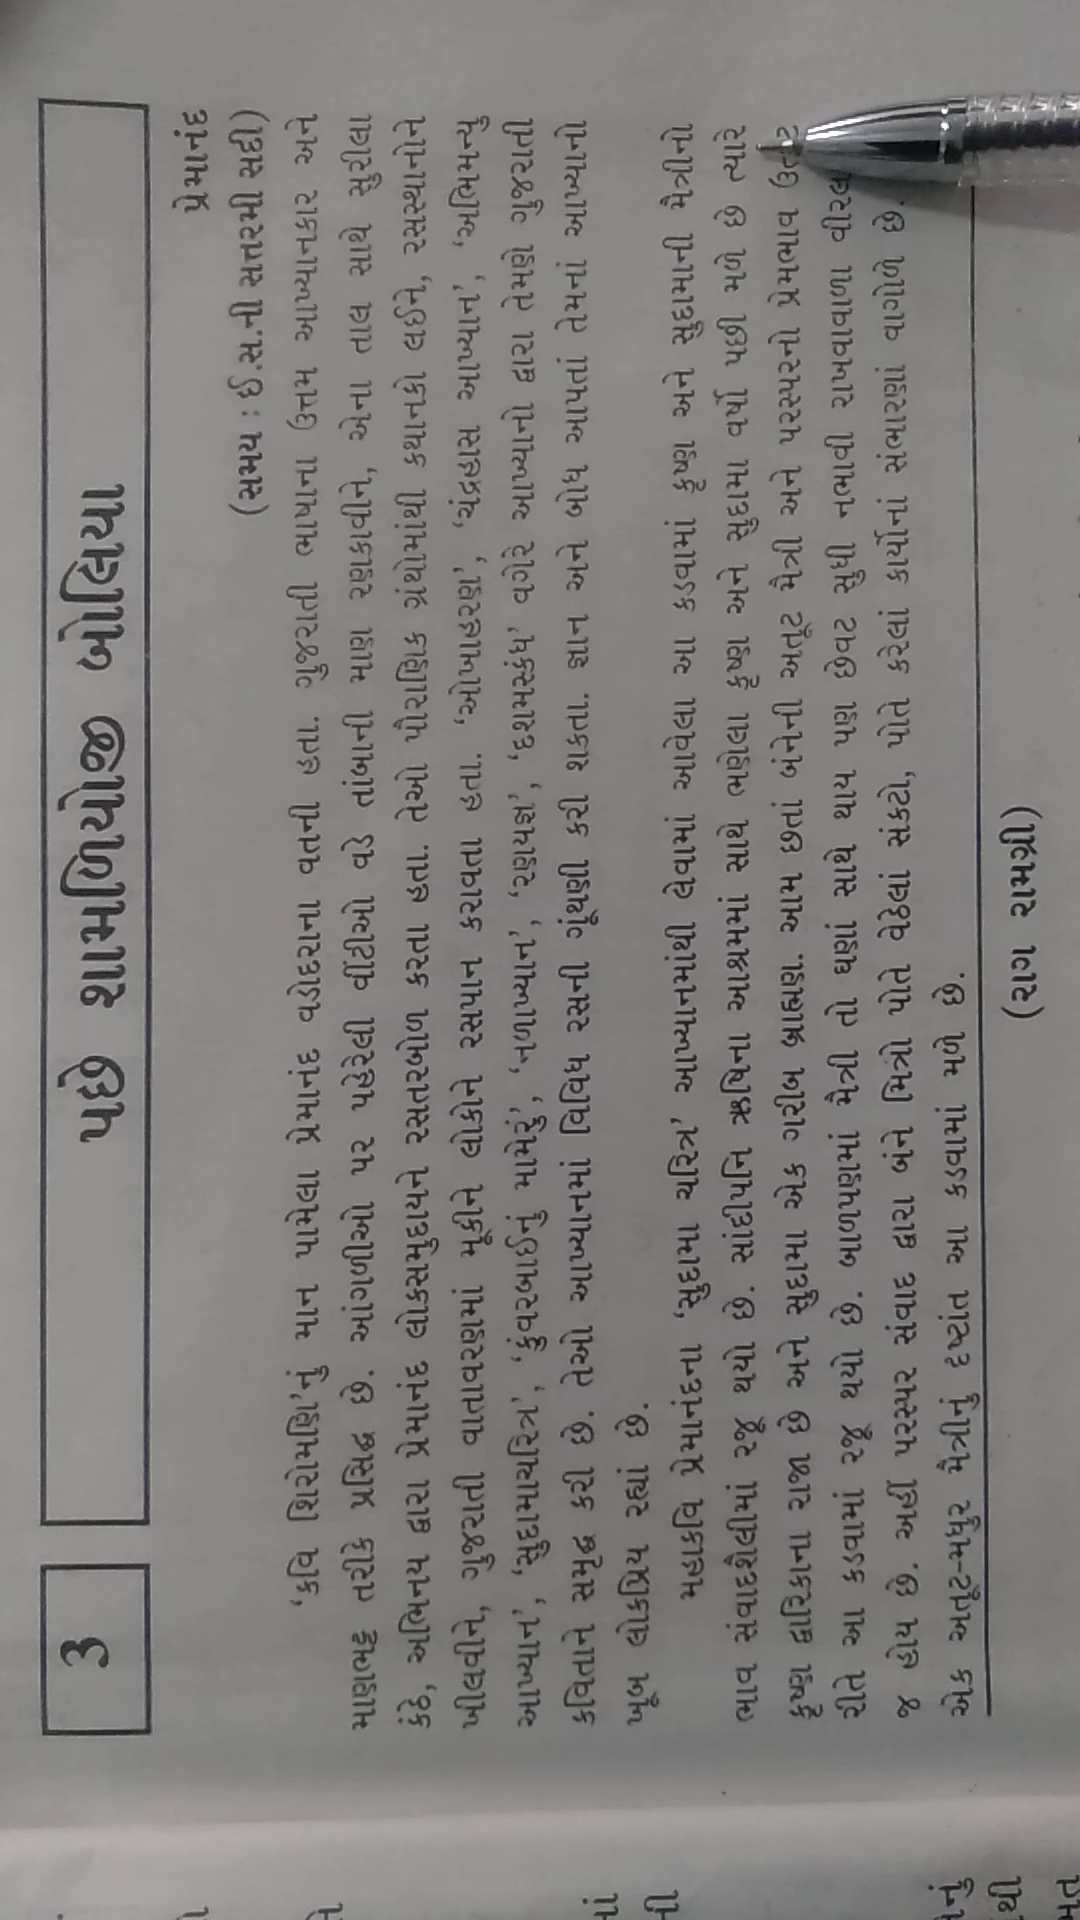 3
પછે શામળિયોજી બોલિયા
પ્રેમાનંદ
(સમય : ઈ.સ.ની સત્તરમી સદી)
‘કવિ શિરોમણિ’નું માન પામેલા પ્રેમાનંદ વડોદરાના વતની હતા. ગુજરાતી ભાષાના ઉત્તમ આખ્યાનકાર અને
માણભટ્ટ તરીકે પ્રસિદ્ધ છે. આંગળીઓ પર પહેરેલી વીંટીઓ વડે તાંબાની માણ રણકાવીને, એના તાલ સાથે સુરીલા
કંઠે, અભિનય દ્વારા પ્રેમાનંદ લોકસમુદાયને રસતરબોળ કરતા હતા. તેઓ પૌરાણિક ગ્રંથોમાંથી કથાનકો લઈને, રસસ્થાનોને
ખીલવીને, ગુજરાતી વાતાવરણમાં મૂકીને લોકોને રસપાન કરાવતા હતા. ‘ઓખાહરણ’, ‘ચંદ્રહાસ આખ્યાન’, ‘અભિમન્યુ
આખ્યાન’, ‘સુદામાચરિત્ર’, ‘કુંવરબાઈનું મામેરું’, ‘નળાખ્યાન’, ‘રણયજ્ઞ’, ‘દશમસ્કંધ’ વગેરે આખ્યાનો દ્વારા તેમણે ગુજરાતી
કવિતાને સમૃદ્ધ કરી છે. તેઓ આખ્યાનમાં વિવિધ રસની ગૂંથણી કરી શકતા. જ્ઞાન અને બોધ આપતાં તેમનાં આખ્યાનો
ખૂબ લોકપ્રિય રહ્યાં છે.
મહાકવિ પ્રેમાનંદના ‘સુદામા ચરિત્ર’ આખ્યાનમાંથી લેવામાં આવેલા આ કડવામાં કૃષ્ણ અને સુદામાની મૈત્રીનો
ભાવ સંવાદશૈલીમાં રજૂ થયો છે. સાંદીપનિ ઋષિના આશ્રમમાં સાથે ભણેલા કૃષ્ણ અને સુદામા વર્ષો પછી મળે છે ત્યારે
કૃષ્ણ દ્વારિકાના રાજા છે અને સુદામા એક ગરીબ બ્રાહ્મણ. આમ છતાં બંનેની અતૂટ મૈત્રી અને પરસ્પરનો પ્રેમભાવ
રીતે આ કડવામાં રજૂ થયો છે. બાળપણમાં મૈત્રી તો ઘણાં સાથે થાય પણ છેવટ સુધી નભાવી રાખવાવાળા વીરલ
જ હોય છે. અહીં પરસ્પર સંવાદ દ્વારા બંને મિત્રો પોતે વેઠેલાં સંકટો, પોતે કરેલાં કાર્યોનાં સંભારણાં વાગોળે છે.
એક અતૂટ-મધુર મૈત્રીનું દૃષ્ટાંત આ કડવામાં મળે છે.
(રાગ રામગ્રી)